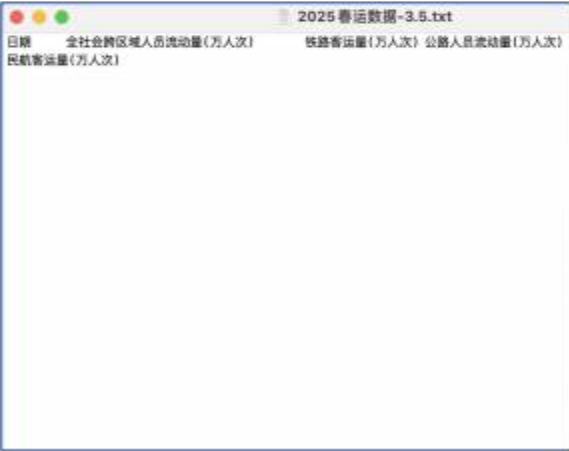 2025春运数据-3.5.txt
日期 全社会跨区域人员流动量(万人次) 铁路客运量(万人次) 公路人员流动量(万人次)
民航客运量(万人次)